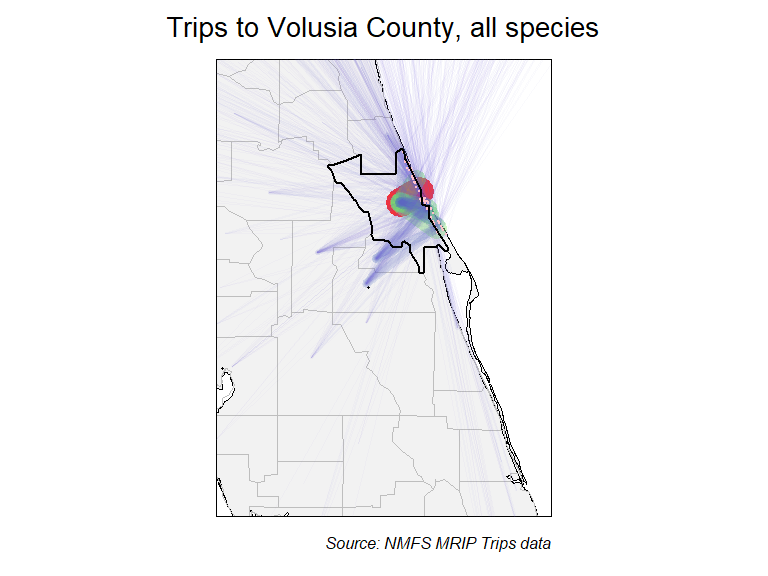 Trips to Volusia County, all species
Source: NMFS MRIP Trips data